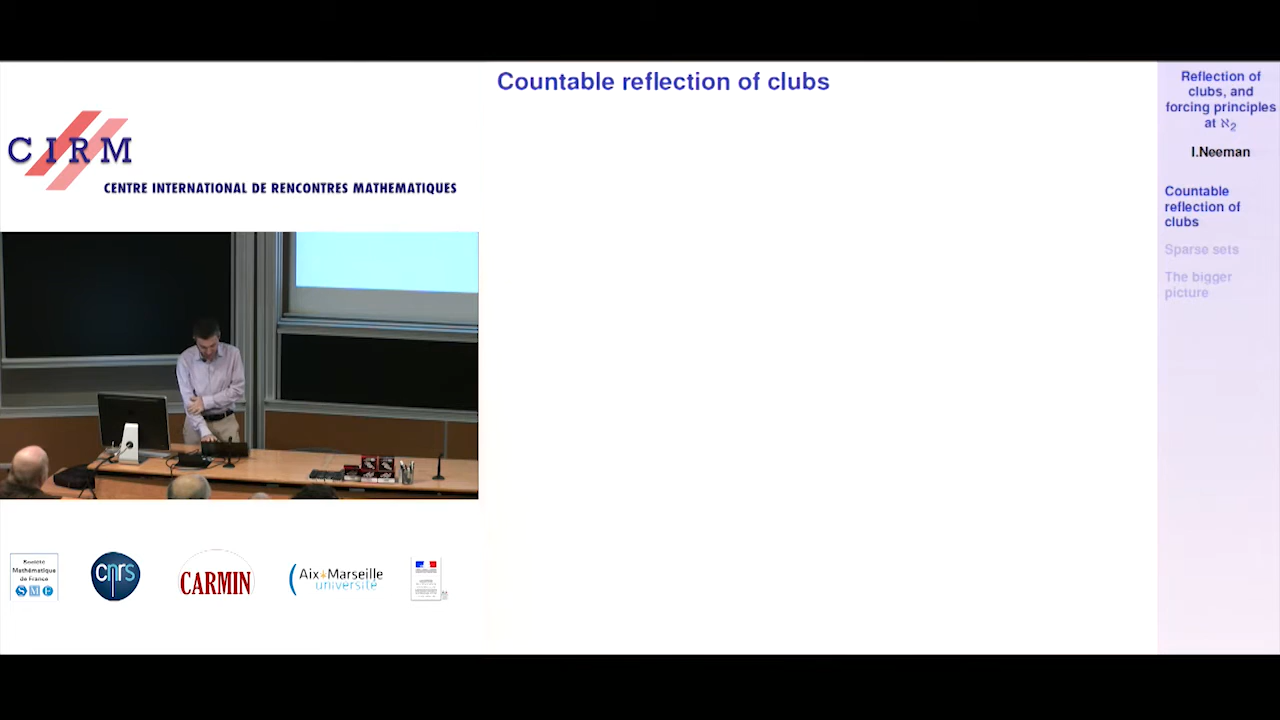 Countable reflection of clubs
CIRM
CENTRE INTERNATIONAL DE RENCONTRES MATHEMATIQUES
Société
Mathématique
de France
SMF
cnrs
CARMIN
Aix*Marseille
université
Reflection of
clubs, and
forcing principles
at ℵ₂
I.Neeman
Countable
reflection of
clubs
Sparse sets
The bigger
picture